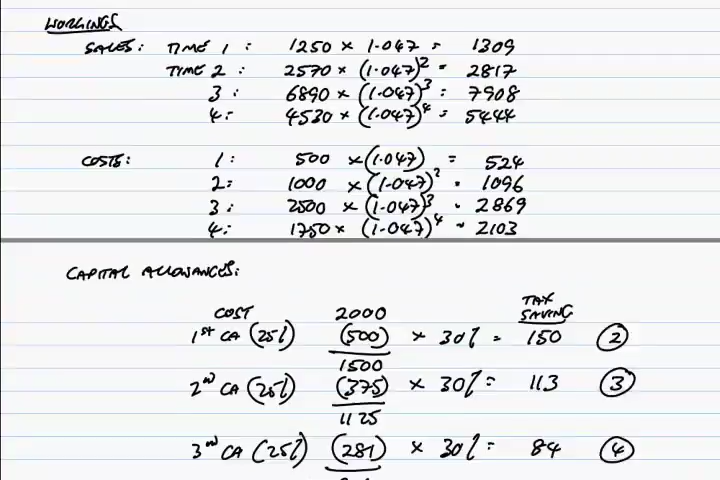 WORKINGS
SALES: TIME 1: 1250 × 1.047 = 1309
TIME 2: 2570 × (1.047)² = 2817
3: 6890 × (1.047)³ = 7908
4: 4530 × (1.047)⁴ = 5444
COSTS: 1: 500 × (1.047) = 524
2: 1000 × (1.047)² = 1096
3: 2500 × (1.047)³ = 2869
4: 1750 × (1.047)⁴ = 2103
CAPITAL ALLOWANCES:
TAX
COST 2000 SAVING
1st CA (25%) (500) × 30% = 150 2
1500
2nd CA (25%) (375) × 30% = 113 3
1125
3rd CA (25%) (281) × 30% = 84 4